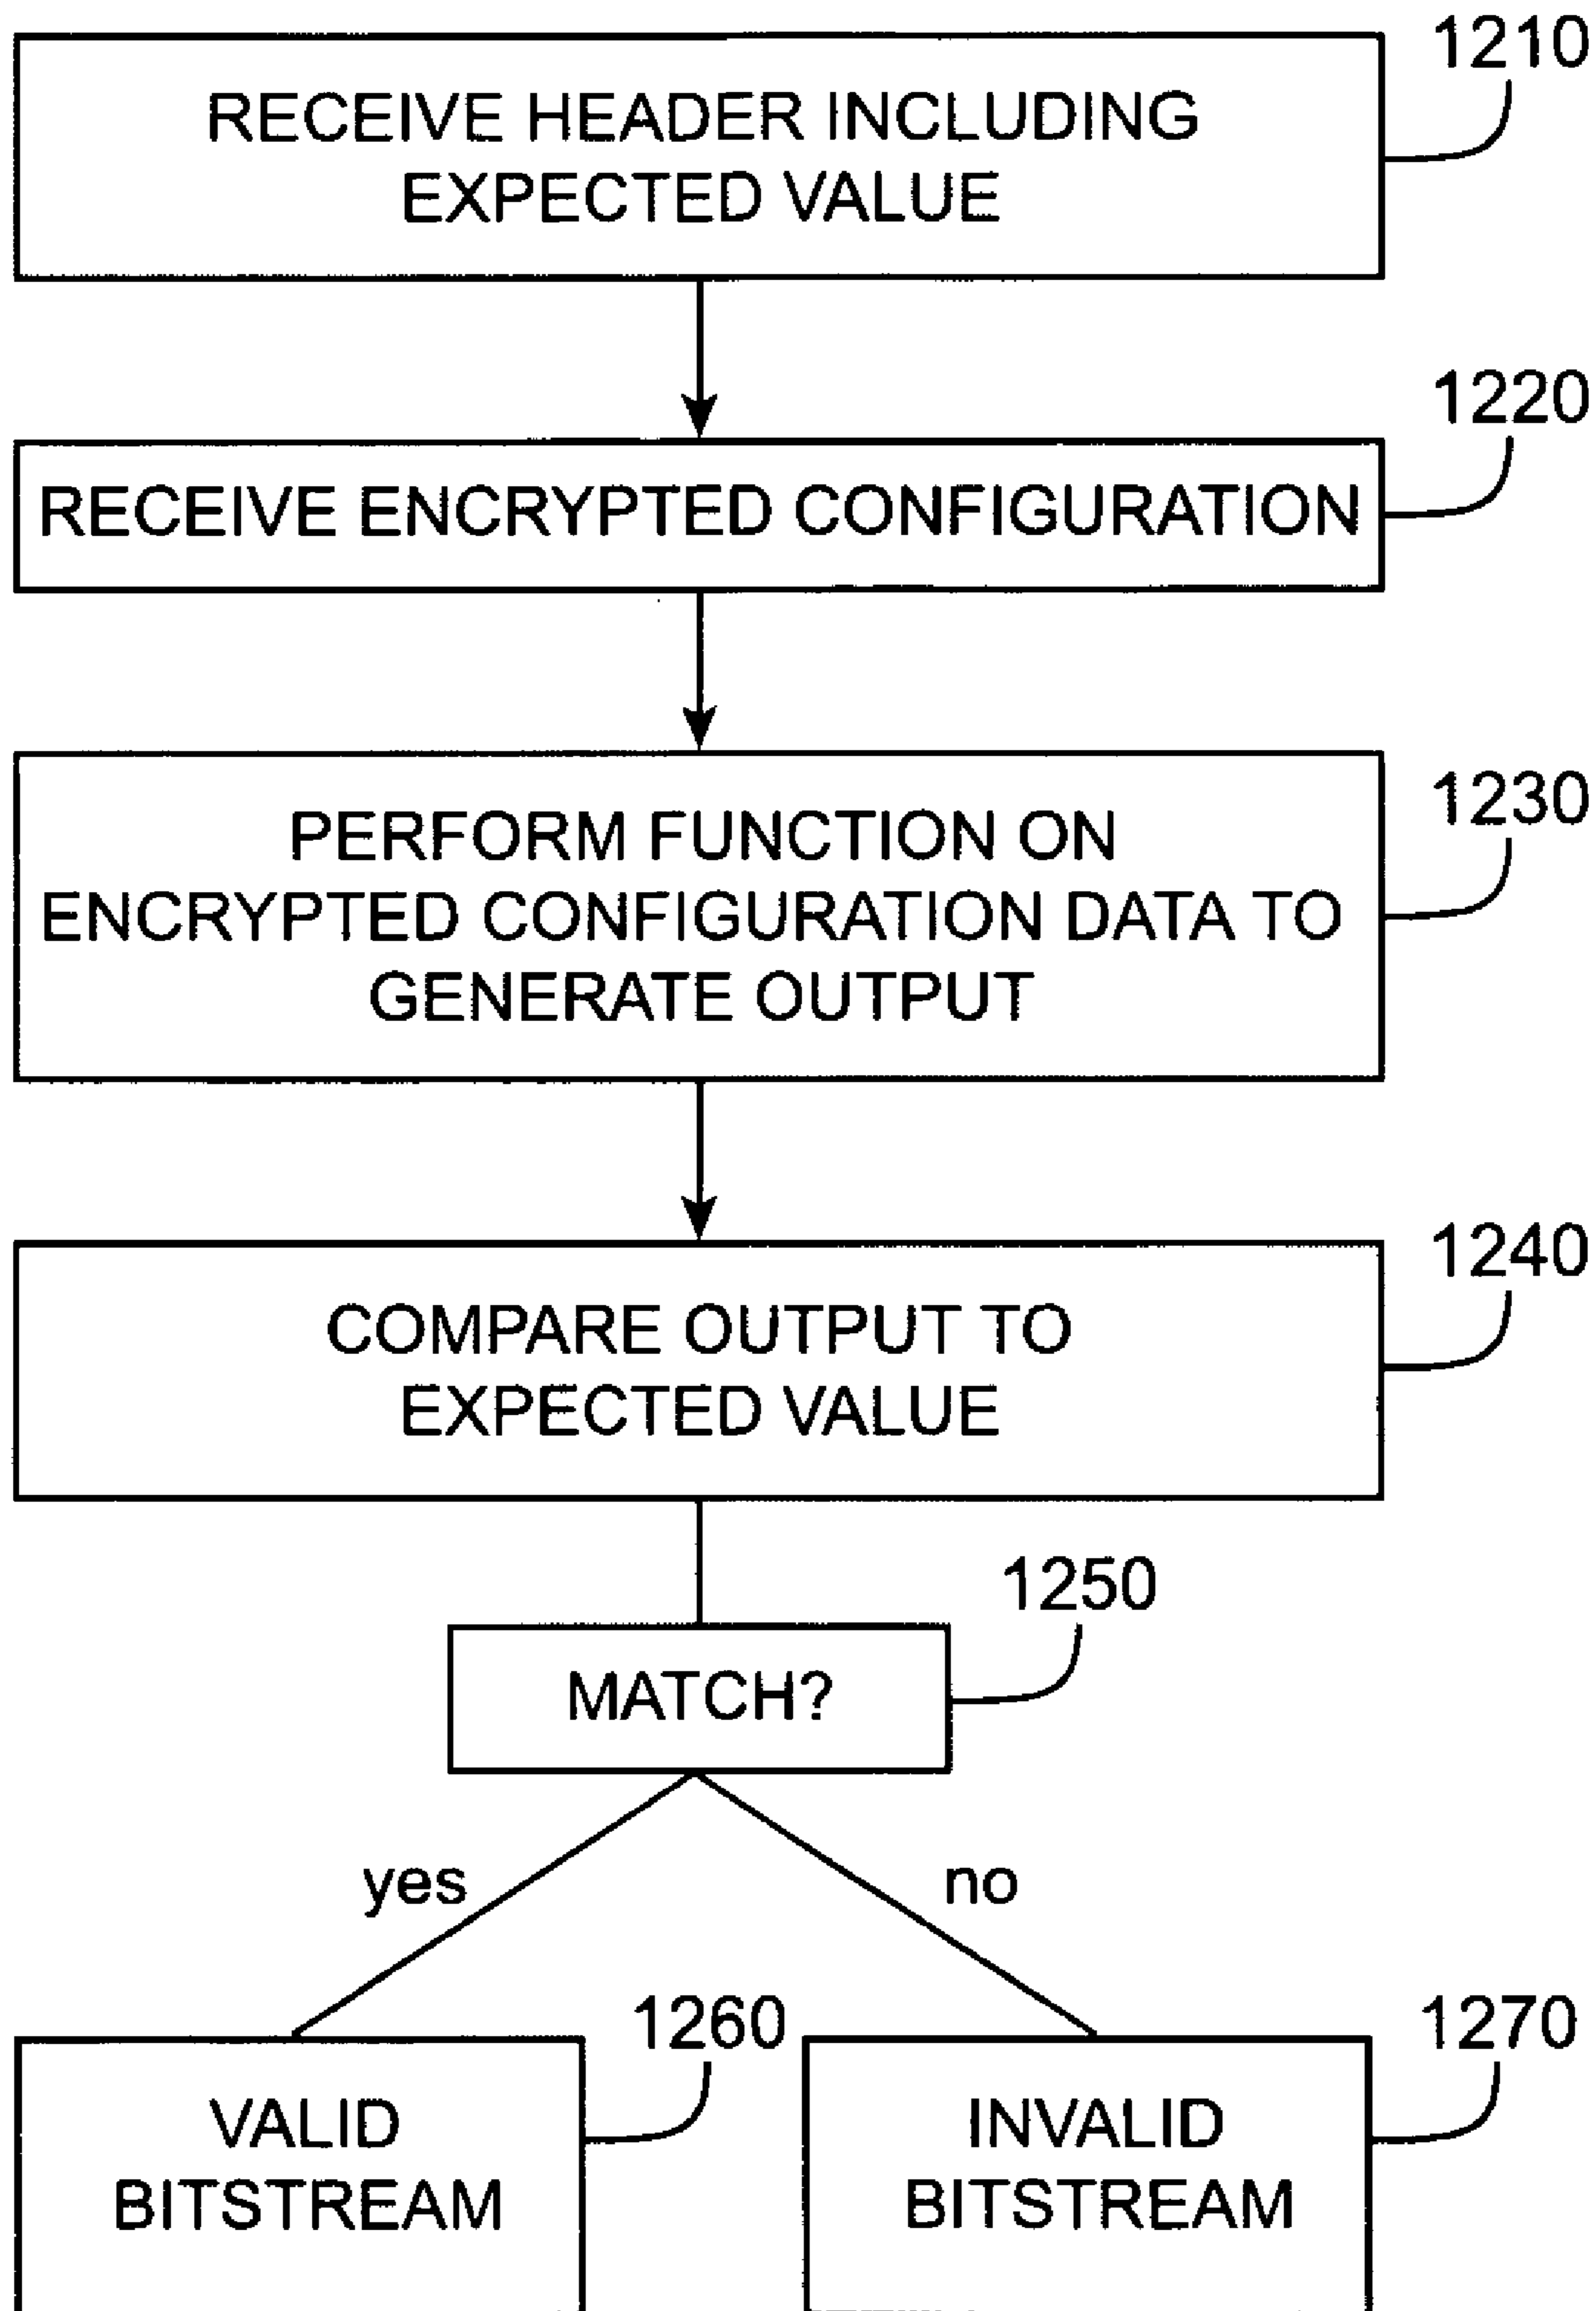 1210
RECEIVE HEADER INCLUDING
EXPECTED VALUE
1220
RECEIVE ENCRYPTED CONFIGURATION
1230
PERFORM FUNCTION ON
ENCRYPTED CONFIGURATION DATA TO
GENERATE OUTPUT
1240
COMPARE OUTPUT TO
EXPECTED VALUE
1250
MATCH?
yes
no
1260
VALID
BITSTREAM
1270
INVALID
BITSTREAM